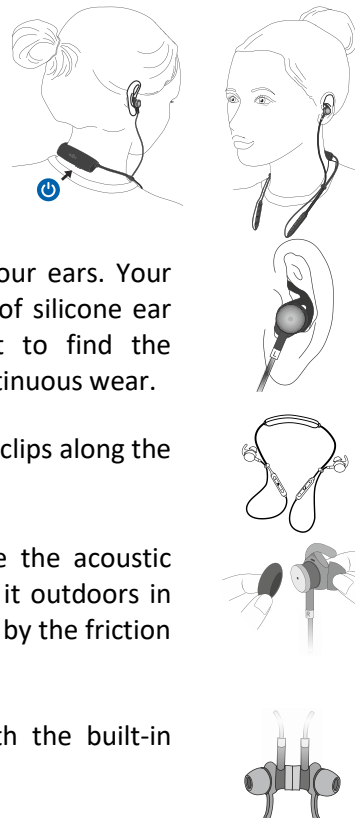 our ears. Your
of silicone ear
t to find the
tinuous wear.
clips along the
e the acoustic
it outdoors in
by the friction
th the built-in